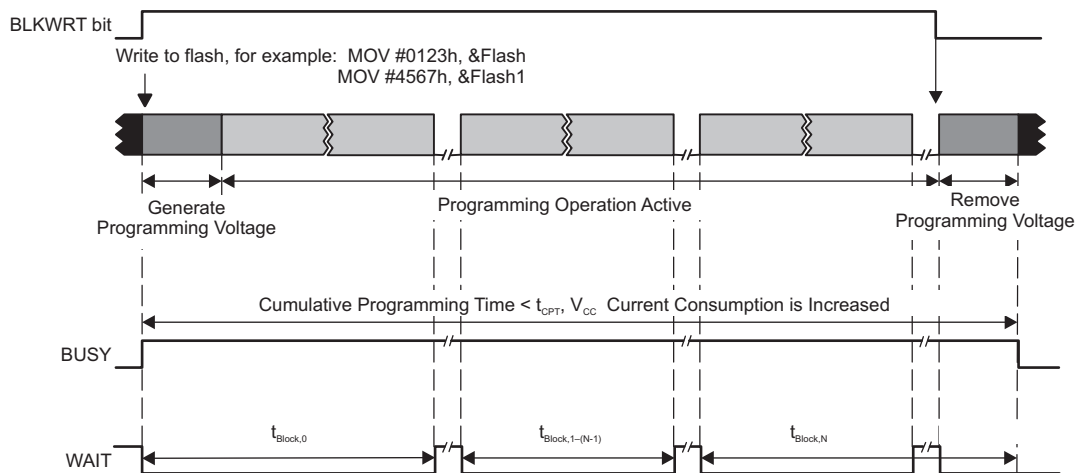 BLKWRT bit
Write to flash, for example: MOV #0123h, &Flash
MOV #4567h, &Flash1
Generate
Programming Voltage
Programming Operation Active
Remove
Programming Voltage
Cumulative Programming Time < tCPT, VCC Current Consumption is Increased
BUSY
tBlock,0
tBlock,1–(N-1)
tBlock,N
WAIT